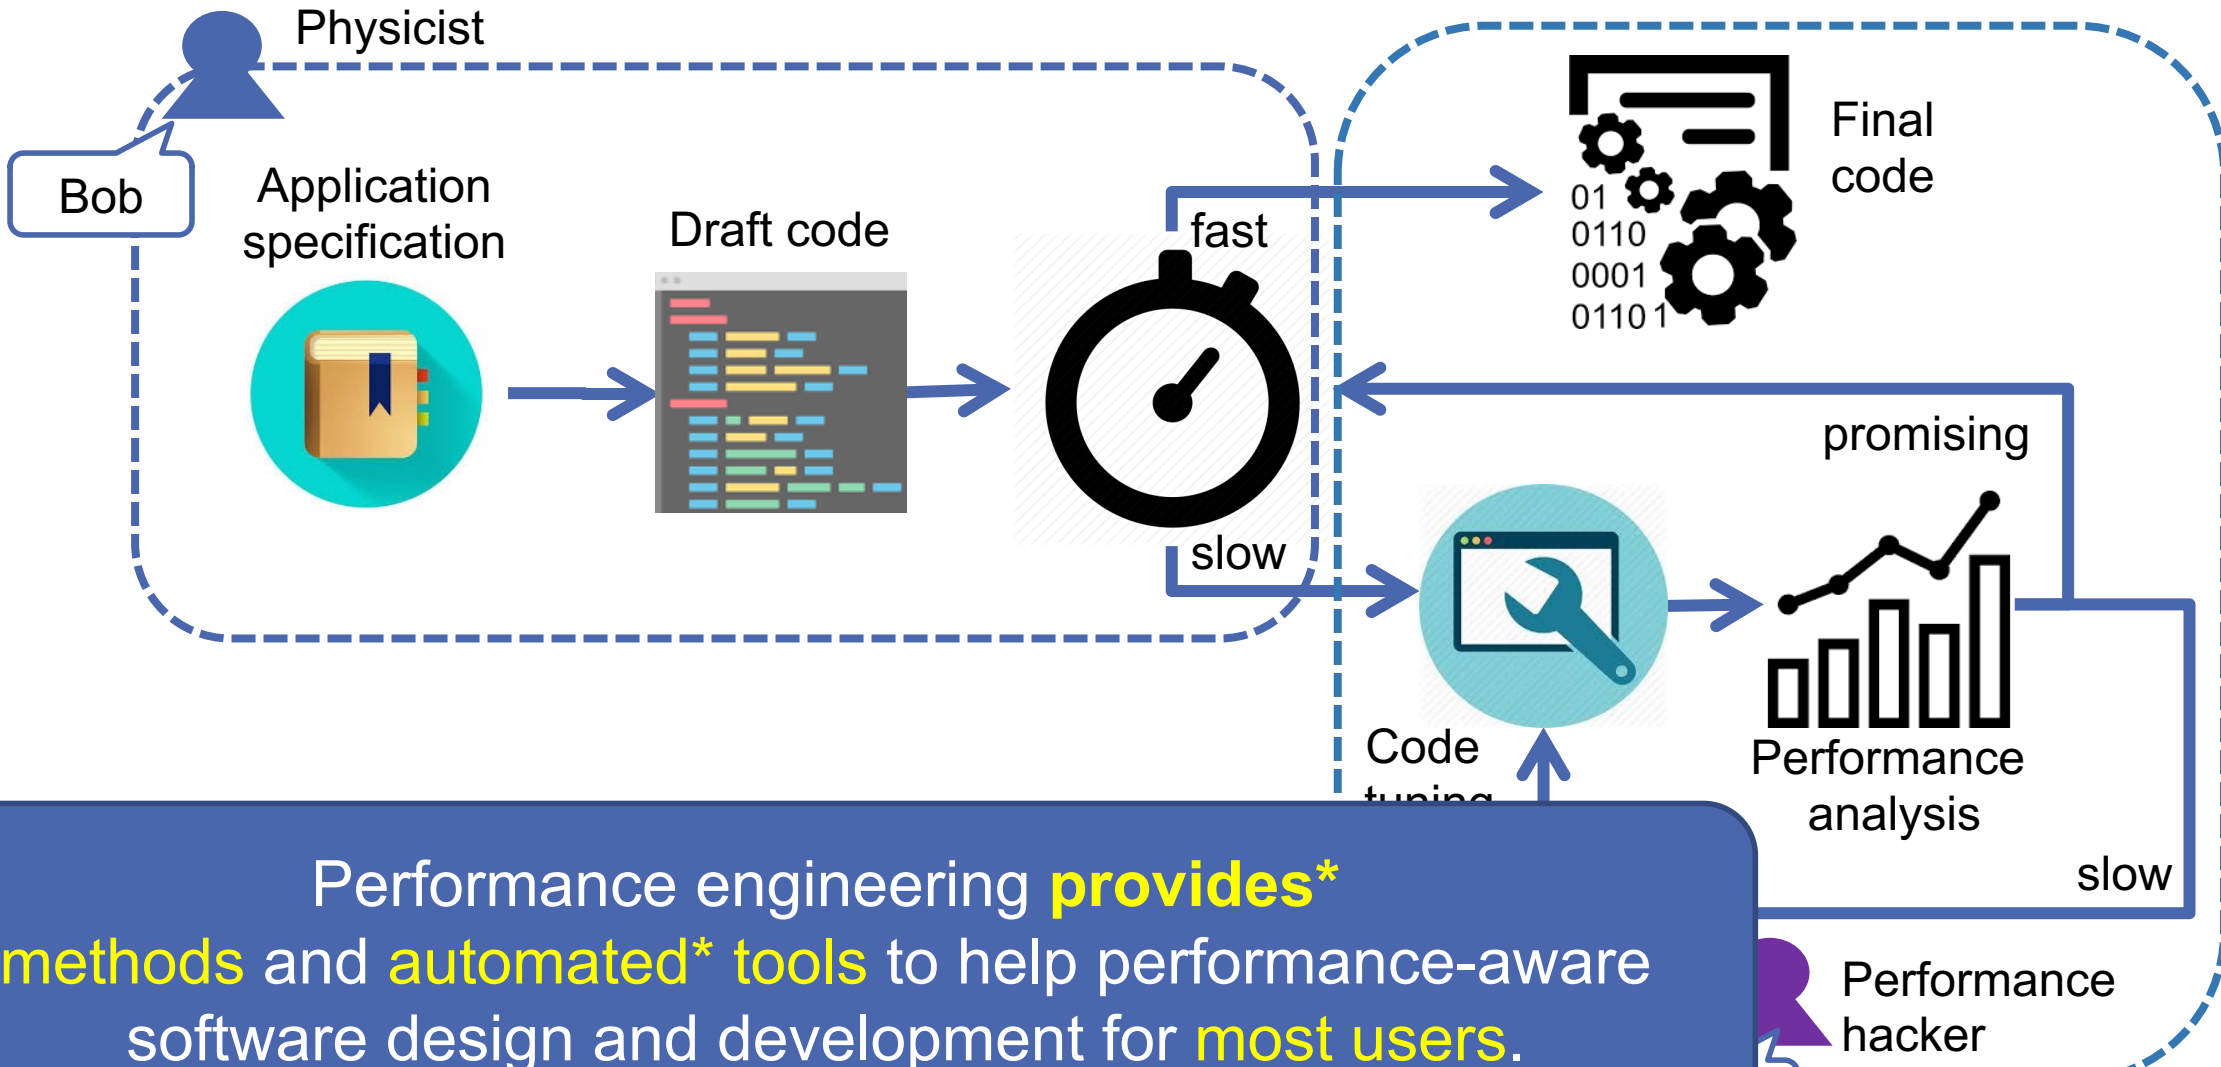 Physicist
Bob
Application
specification
Draft code
fast
slow
Final
code
01
0110
0001
01101
promising
Code
tuning
Performance
analysis
slow
Performance
hacker
Performance engineering provides*
methods and automated* tools to help performance-aware
software design and development for most users.